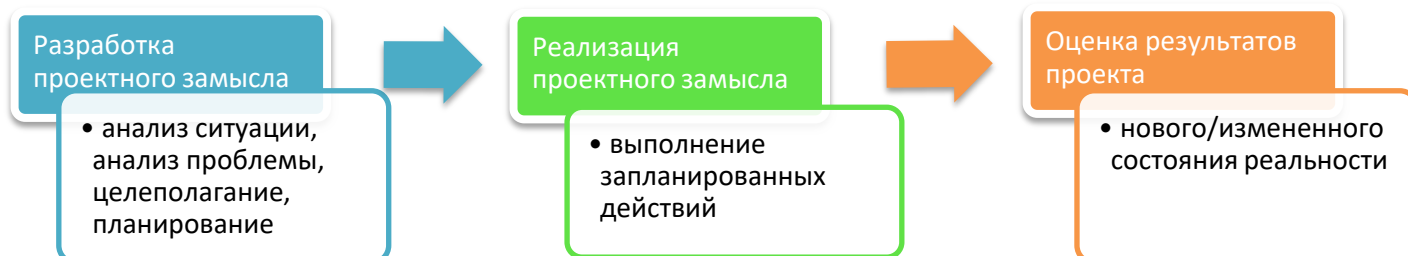 Разработка
проектного замысла
• анализ ситуации,
анализ проблемы,
целеполагание,
планирование
Реализация
проектного замысла
• выполнение
запланированных
действий
Оценка результатов
проекта
• нового/измененного
состояния реальности